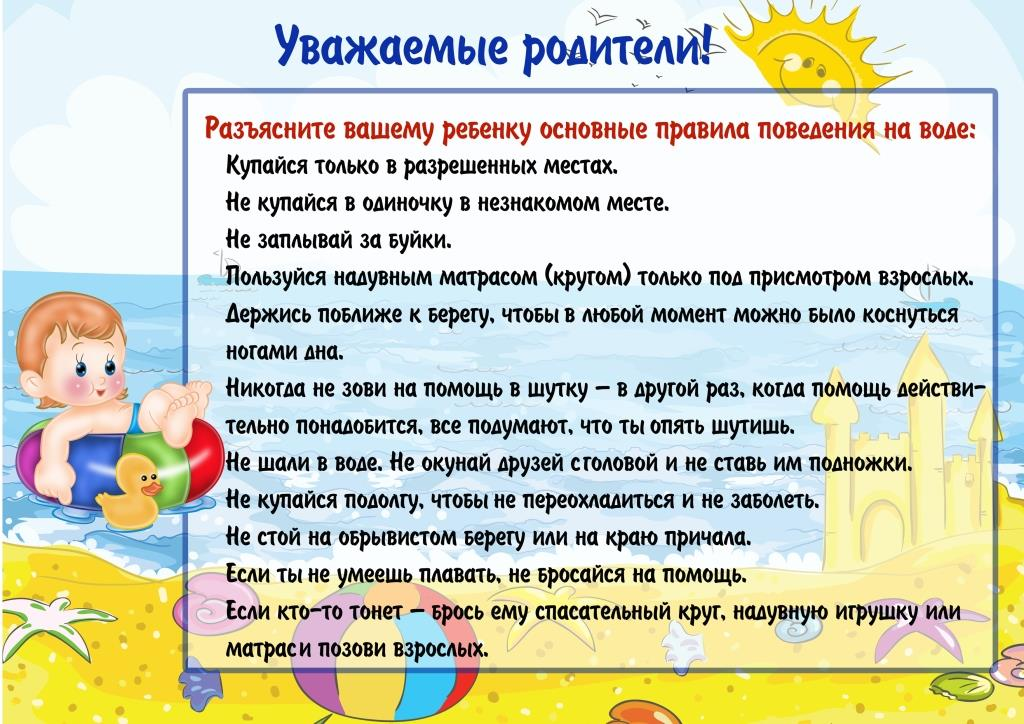 Уважаемые родители!
Разъясните вашему ребенку основные правила поведения на воде:
Купайся только в разрешенных местах.
Не купайся в одиночку в незнакомом месте.
Не заплывай за буйки.
Пользуйся надувным матрасом (кругом) только под присмотром взрослых.
Держись поближе к берегу, чтобы в любой момент можно было коснуться
ногами дна.
Никогда не зови на помощь в шутку – в другой раз, когда помощь действи-
тельно понадобится, все подумают, что ты опять шутишь.
Не шали в воде. Не окунай друзей с головой и не ставь им подножки.
Не купайся подолгу, чтобы не переохладиться и не заболеть.
Не стой на обрывистом берегу или на краю причала.
Если ты не умеешь плавать, не бросайся на помощь.
Если кто-то тонет – брось ему спасательный круг, надувную игрушку или
матрас и позови взрослых.